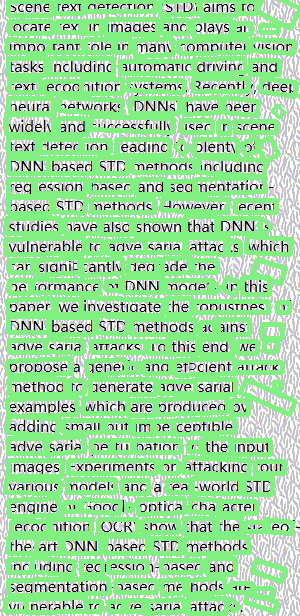 Scene text detection (STD) aims to
locate text in images and plays an
important role in many computer vision
tasks including automatic driving and
text recognition systems. Recently, deep
neural networks (DNNs) have been
widely and successfully used in scene
text detection, leading to plenty of
DNN-based STD methods including
regression-based and segmentation-
based STD methods. However, recent
studies have also shown that DNN is
vulnerable to adversarial attacks, which
can significantly degrade the
performance of DNN models. In this
paper, we investigate the robustness of
DNN-based STD methods against
adversarial attacks. To this end, we
propose a generic and efficient attack
method to generate adversarial
examples, which are produced by
adding small but imperceptible
adversarial perturbation to the input
images. Experiments on attacking four
various models and a real-world STD
engine of Google optical character
recognition (OCR) show that the state-of-
the-art DNN-based STD methods
including regression-based and
segmentation-based methods are
vulnerable to adversarial attacks.